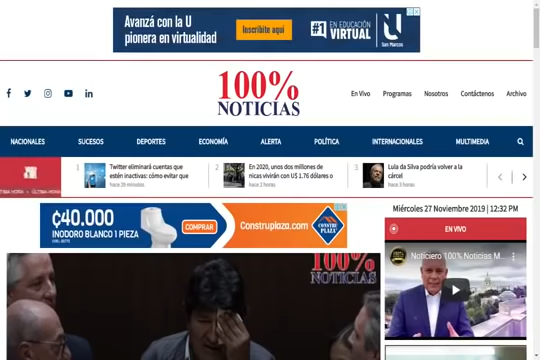 Avanzá con la U
pionera en virtualidad
Inscribite aquí
#1 EN EDUCACIÓN
VIRTUAL
U
San Marcos
100%
NOTICIAS
En Vivo Programas Nosotros Contáctenos Archivo
NACIONALES SUCESOS DEPORTES ECONOMÍA ALERTA POLÍTICA INTERNACIONALES MULTIMEDIA
1 Twitter eliminará cuentas que
estén inactivas: cómo evitar que
hace 20 minutos
2 En 2020, unos dos millones de
nicas vivirán con U$ 1.76 dólares o
hace 2 horas
3 Lula da Silva podría volver a la
cárcel
hace 3 horas
₡40.000
INODORO BLANCO 1 PIEZA
COMPRAR
Construplaza.com
CONSTRU
PLAZA
Miércoles 27 Noviembre 2019 | 12:32 PM
EN VIVO
Noticiero 100% Noticias M...
100%
NOTICIAS